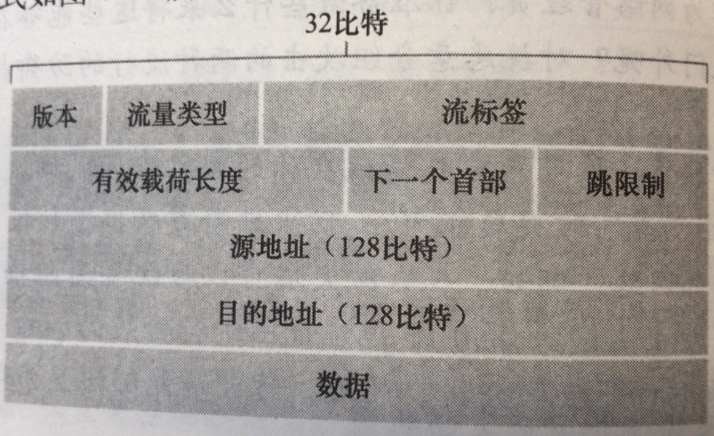 式如图
32比特
版本 流量类型 流标签
有效载荷长度 下一个首部 跳限制
源地址（128比特）
目的地址（128比特）
数据